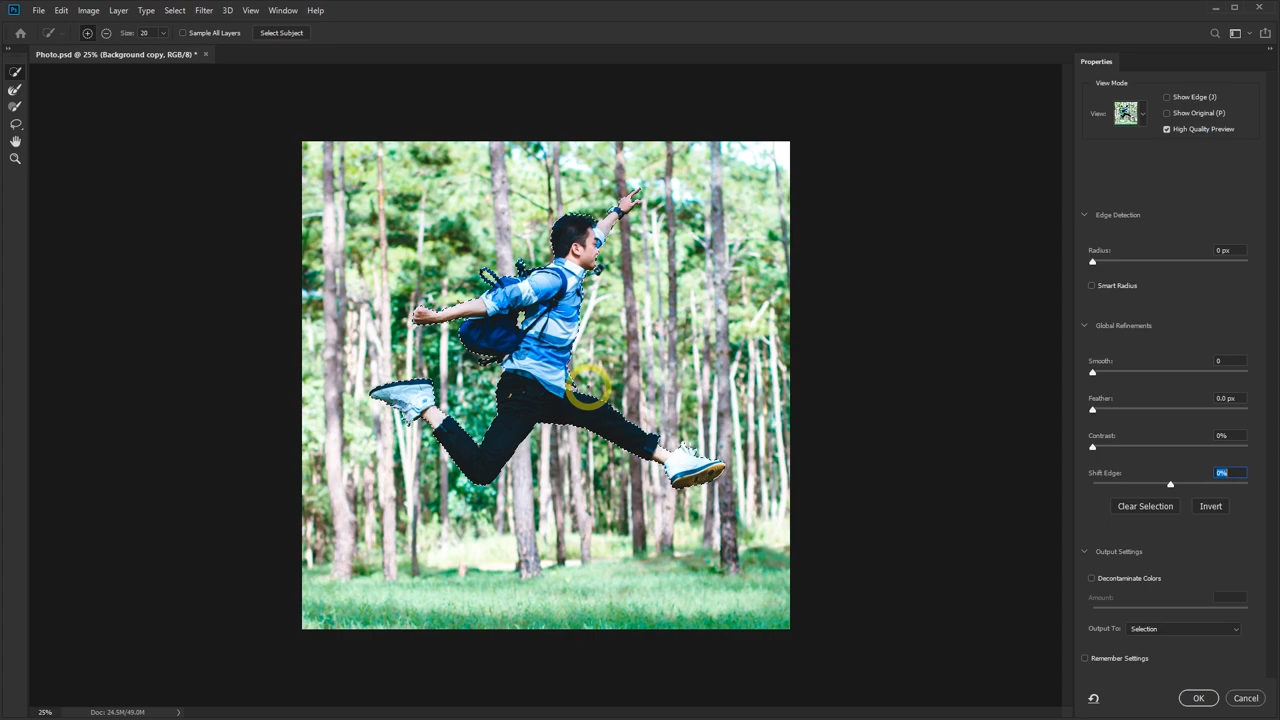 Ps File Edit Image Layer Type Select Filter 3D View Window Help
Size: 20 Sample All Layers Select Subject
Photo.psd @ 25% (Background copy, RGB/8) * ×
Properties
View Mode
View:
Show Edge (J)
Show Original (P)
High Quality Preview
Edge Detection
Radius: 0 px
Smart Radius
Global Refinements
Smooth: 0
Feather: 0.0 px
Contrast: 0%
Shift Edge: 0%
Clear Selection Invert
Output Settings
Decontaminate Colors
Amount:
Output To: Selection
Remember Settings
OK Cancel
25% Doc: 24.5M/49.0M